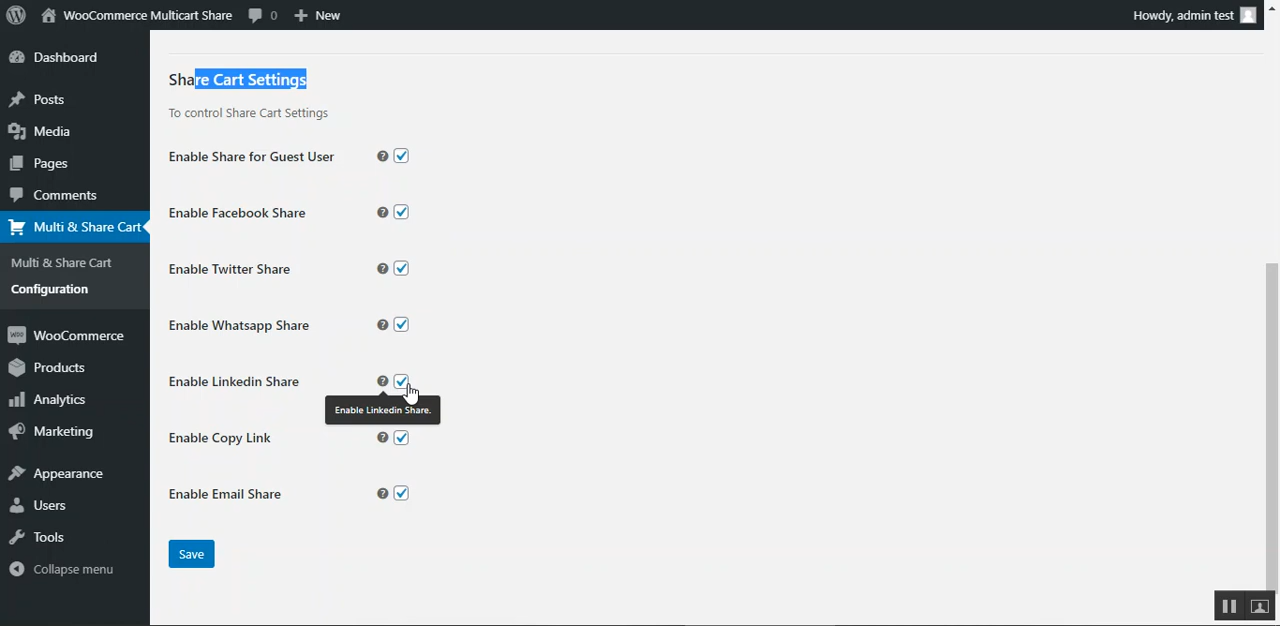 WooCommerce Multicart Share 0 New Howdy, admin test
Dashboard
Posts
Media
Pages
Comments
Multi & Share Cart
Multi & Share Cart
Configuration
WOO WooCommerce
Products
Analytics
Marketing
Appearance
Users
Tools
Collapse menu
Share Cart Settings
To control Share Cart Settings
Enable Share for Guest User ?
Enable Facebook Share ?
Enable Twitter Share ?
Enable Whatsapp Share ?
Enable Linkedin Share ?
Enable Linkedin Share.
Enable Copy Link ?
Enable Email Share ?
Save